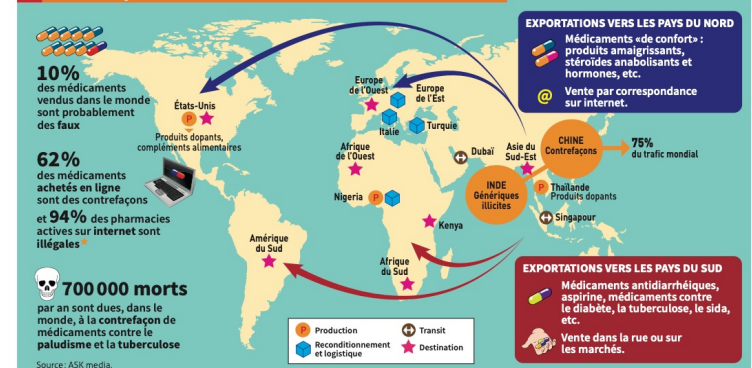 10%
des médicaments
vendus dans le monde
sont probablement
des faux
62%
des médicaments
achetés en ligne
sont des contrefaçons
et 94% des pharmacies
actives sur internet sont
illégales*
700 000 morts
par an sont dues, dans le
monde, à la contrefaçon de
médicaments contre le
paludisme et la tuberculose
Source: ASK media.
États-Unis
P
Produits dopants,
compléments alimentaires
Amérique
du Sud
Europe
de l'Ouest
Europe
de l'Est
Italie
Turquie
Afrique
de l'Ouest
Nigeria
P
Kenya
Afrique
du Sud
Dubaï
Asie du
Sud-Est
CHINE
Contrefaçons
75%
du trafic mondial
INDE
Génériques
illicites
P
Thaïlande
Produits dopants
Singapour
EXPORTATIONS VERS LES PAYS DU NORD
Médicaments «de confort» :
produits amaigrissants,
stéroïdes anabolisants et
hormones, etc.
@ Vente par correspondance
sur internet.
EXPORTATIONS VERS LES PAYS DU SUD
Médicaments antidiarrhéiques,
aspirine, médicaments contre
le diabète, la tuberculose, le sida,
etc.
Vente dans la rue ou sur
les marchés.
P Production
Transit
Reconditionnement
et logistique
Destination